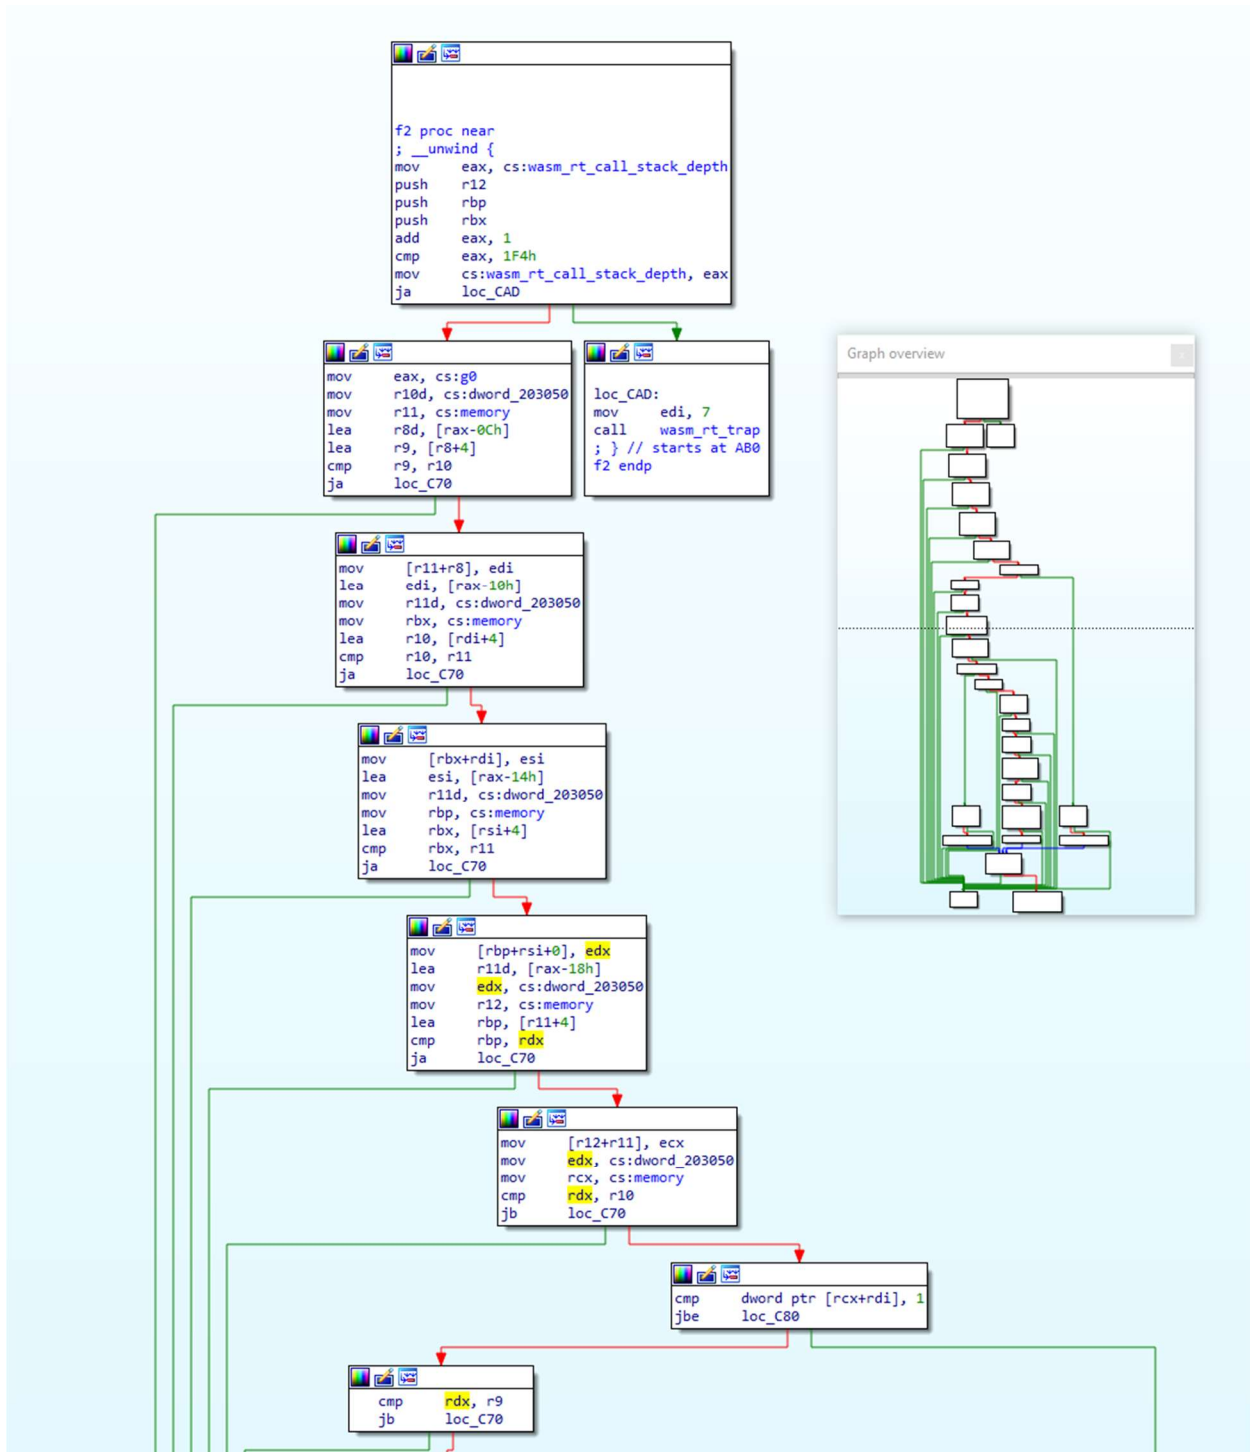 f2 proc near
; __unwind {
mov eax, cs:wasm_rt_call_stack_depth
push r12
push rbp
push rbx
add eax, 1
cmp eax, 1F4h
mov cs:wasm_rt_call_stack_depth, eax
ja loc_CAD
mov eax, cs:g0
mov r10d, cs:dword_203050
mov r11, cs:memory
lea r8d, [rax-0Ch]
lea r9, [r8+4]
cmp r9, r10
ja loc_C70
loc_CAD:
mov edi, 7
call wasm_rt_trap
; } // starts at AB0
f2 endp
Graph overview
mov [r11+r8], edi
lea edi, [rax-10h]
mov r11d, cs:dword_203050
mov rbx, cs:memory
lea r10, [rdi+4]
cmp r10, r11
ja loc_C70
mov [rbx+rdi], esi
lea esi, [rax-14h]
mov r11d, cs:dword_203050
mov rbp, cs:memory
lea rbx, [rsi+4]
cmp rbx, r11
ja loc_C70
mov [rbp+rsi+0], edx
lea r11d, [rax-18h]
mov edx, cs:dword_203050
mov r12, cs:memory
lea rbp, [r11+4]
cmp rbp, rdx
ja loc_C70
mov [r12+r11], ecx
mov edx, cs:dword_203050
mov rcx, cs:memory
cmp rdx, r10
jb loc_C70
cmp dword ptr [rcx+rdi], 1
jbe loc_C80
cmp rdx, r9
jb loc_C70